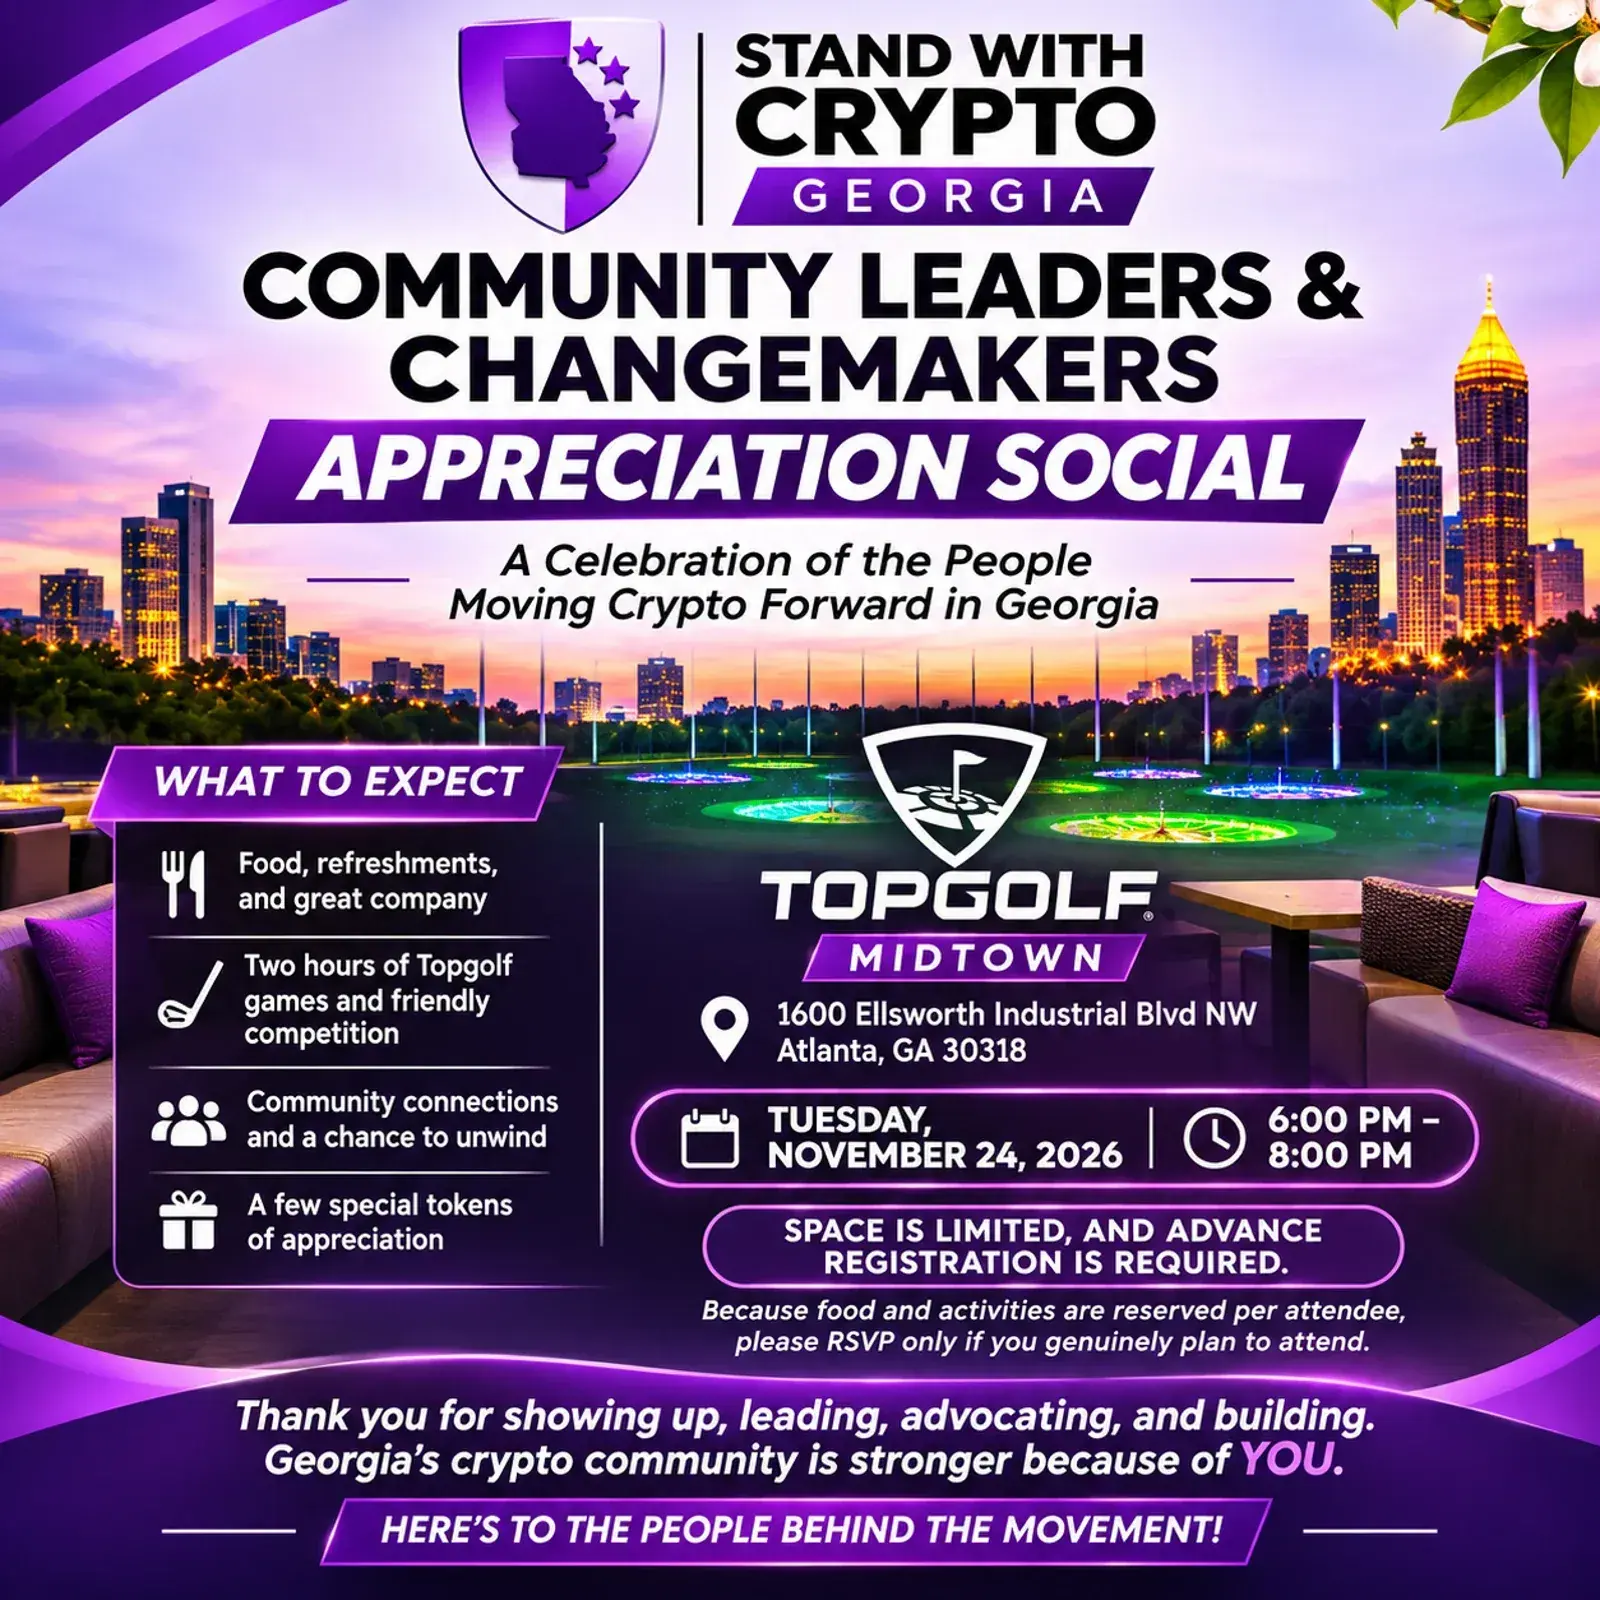 STAND WITH
CRYPTO
GEORGIA
COMMUNITY LEADERS &
CHANGEMAKERS
APPRECIATION SOCIAL
A Celebration of the People
Moving Crypto Forward in Georgia
WHAT TO EXPECT
Food, refreshments,
and great company
Two hours of Topgolf
games and friendly
competition
Community connections
and a chance to unwind
A few special tokens
of appreciation
TOPGOLF®
MIDTOWN
1600 Ellsworth Industrial Blvd NW
Atlanta, GA 30318
TUESDAY,
NOVEMBER 24, 2026
6:00 PM –
8:00 PM
SPACE IS LIMITED, AND ADVANCE
REGISTRATION IS REQUIRED.
Because food and activities are reserved per attendee,
please RSVP only if you genuinely plan to attend.
Thank you for showing up, leading, advocating, and building.
Georgia's crypto community is stronger because of YOU.
HERE'S TO THE PEOPLE BEHIND THE MOVEMENT!